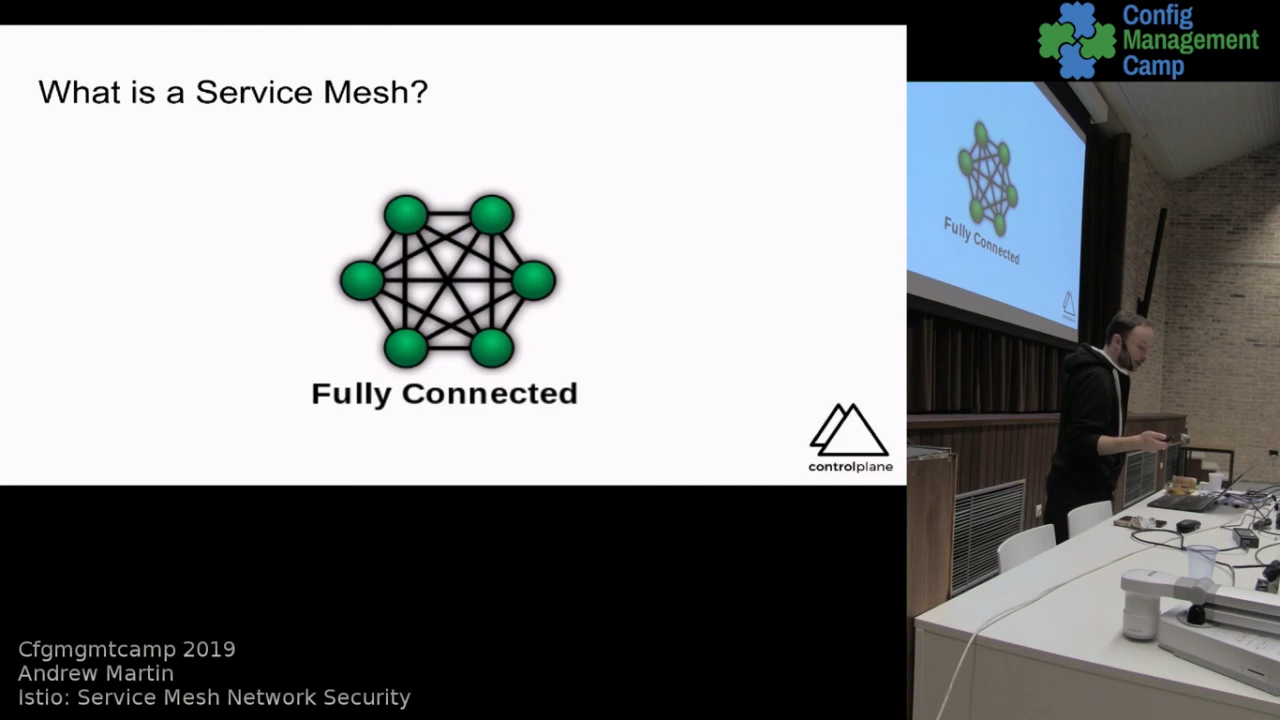 What is a Service Mesh?
Fully Connected
controlplane
Config
Management
Camp
Fully Connected
Cfgmgmtcamp 2019
Andrew Martin
Istio: Service Mesh Network Security